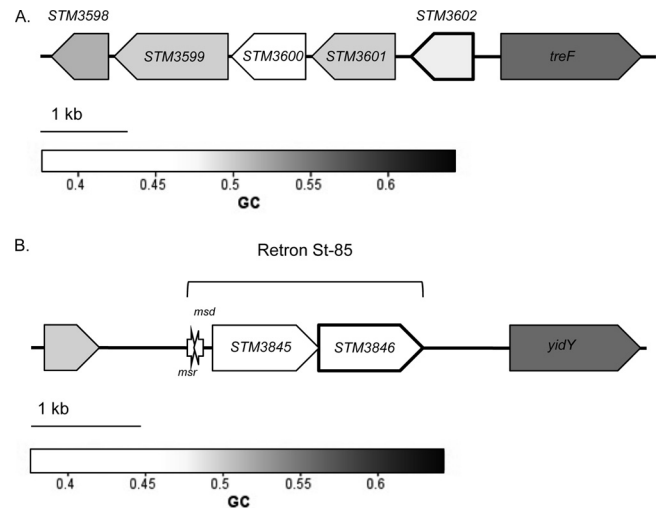 A.
STM3598
STM3602
STM3599
STM3600
STM3601
treF
1 kb
0.4 0.45 0.5 0.55 0.6
GC
B.
Retron St-85
msd
STM3845
STM3846
yidY
msr
1 kb
0.4 0.45 0.5 0.55 0.6
GC